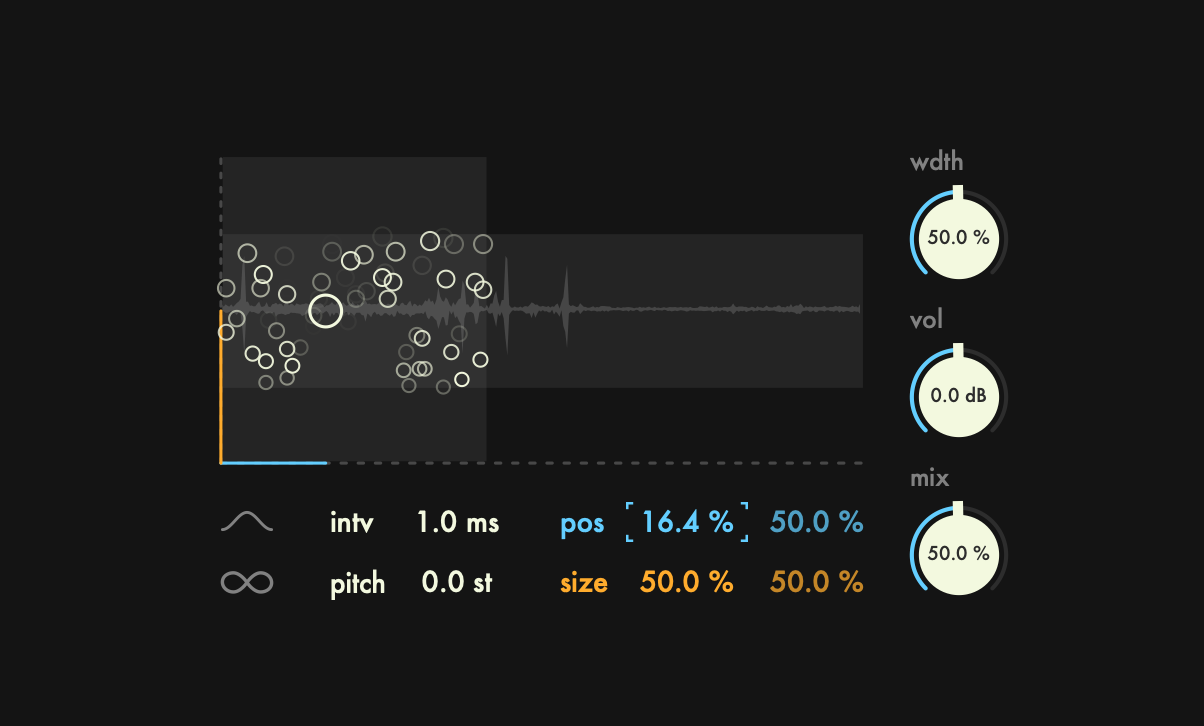 wdth
50.0 %
vol
0.0 dB
mix
50.0 %
intv 1.0 ms pos 16.4 % 50.0 %
pitch 0.0 st size 50.0 % 50.0 %